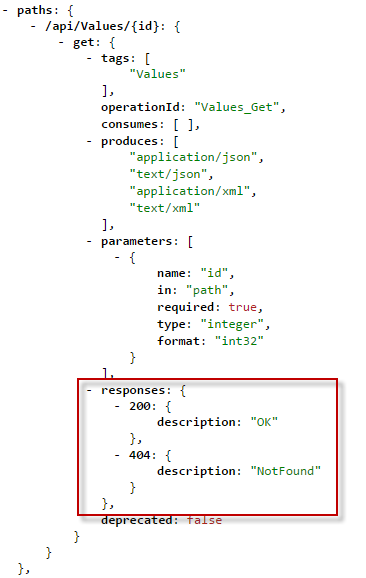 - paths: {
- /api/Values/{id}: {
- get: {
- tags: [
"Values"
],
operationId: "Values_Get",
consumes: [ ],
- produces: [
"application/json",
"text/json",
"application/xml",
"text/xml"
],
- parameters: [
- {
name: "id",
in: "path",
required: true,
type: "integer",
format: "int32"
}
],
- responses: {
- 200: {
description: "OK"
},
- 404: {
description: "NotFound"
}
},
deprecated: false
}
}
},